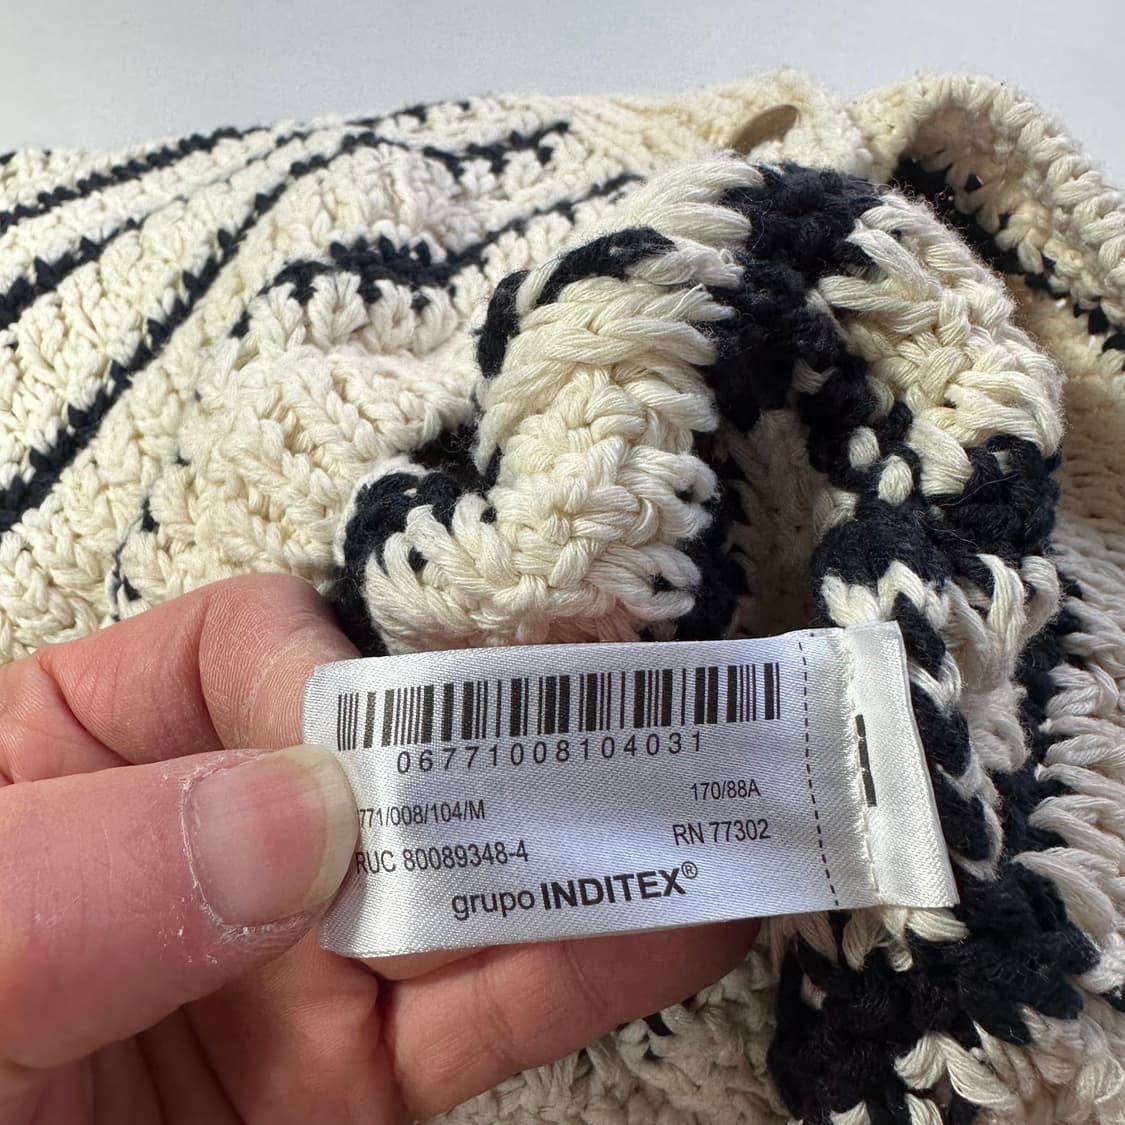 06771008104031
771/008/104/M
170/88A
RUC 80089348-4
RN 77302
grupo INDITEX®